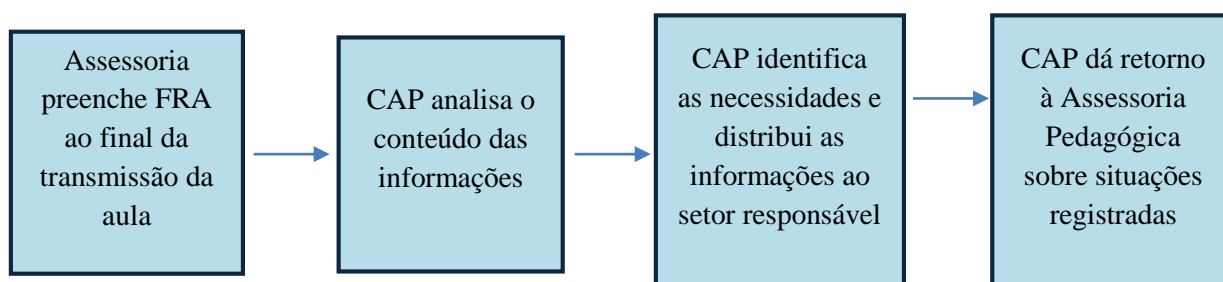 Assessoria
preenche FRA
ao final da
transmissão da
aula
CAP analisa o
conteúdo das
informações
CAP identifica
as necessidades e
distribui as
informações ao
setor responsável
CAP dá retorno
à Assessoria
Pedagógica
sobre situações
registradas